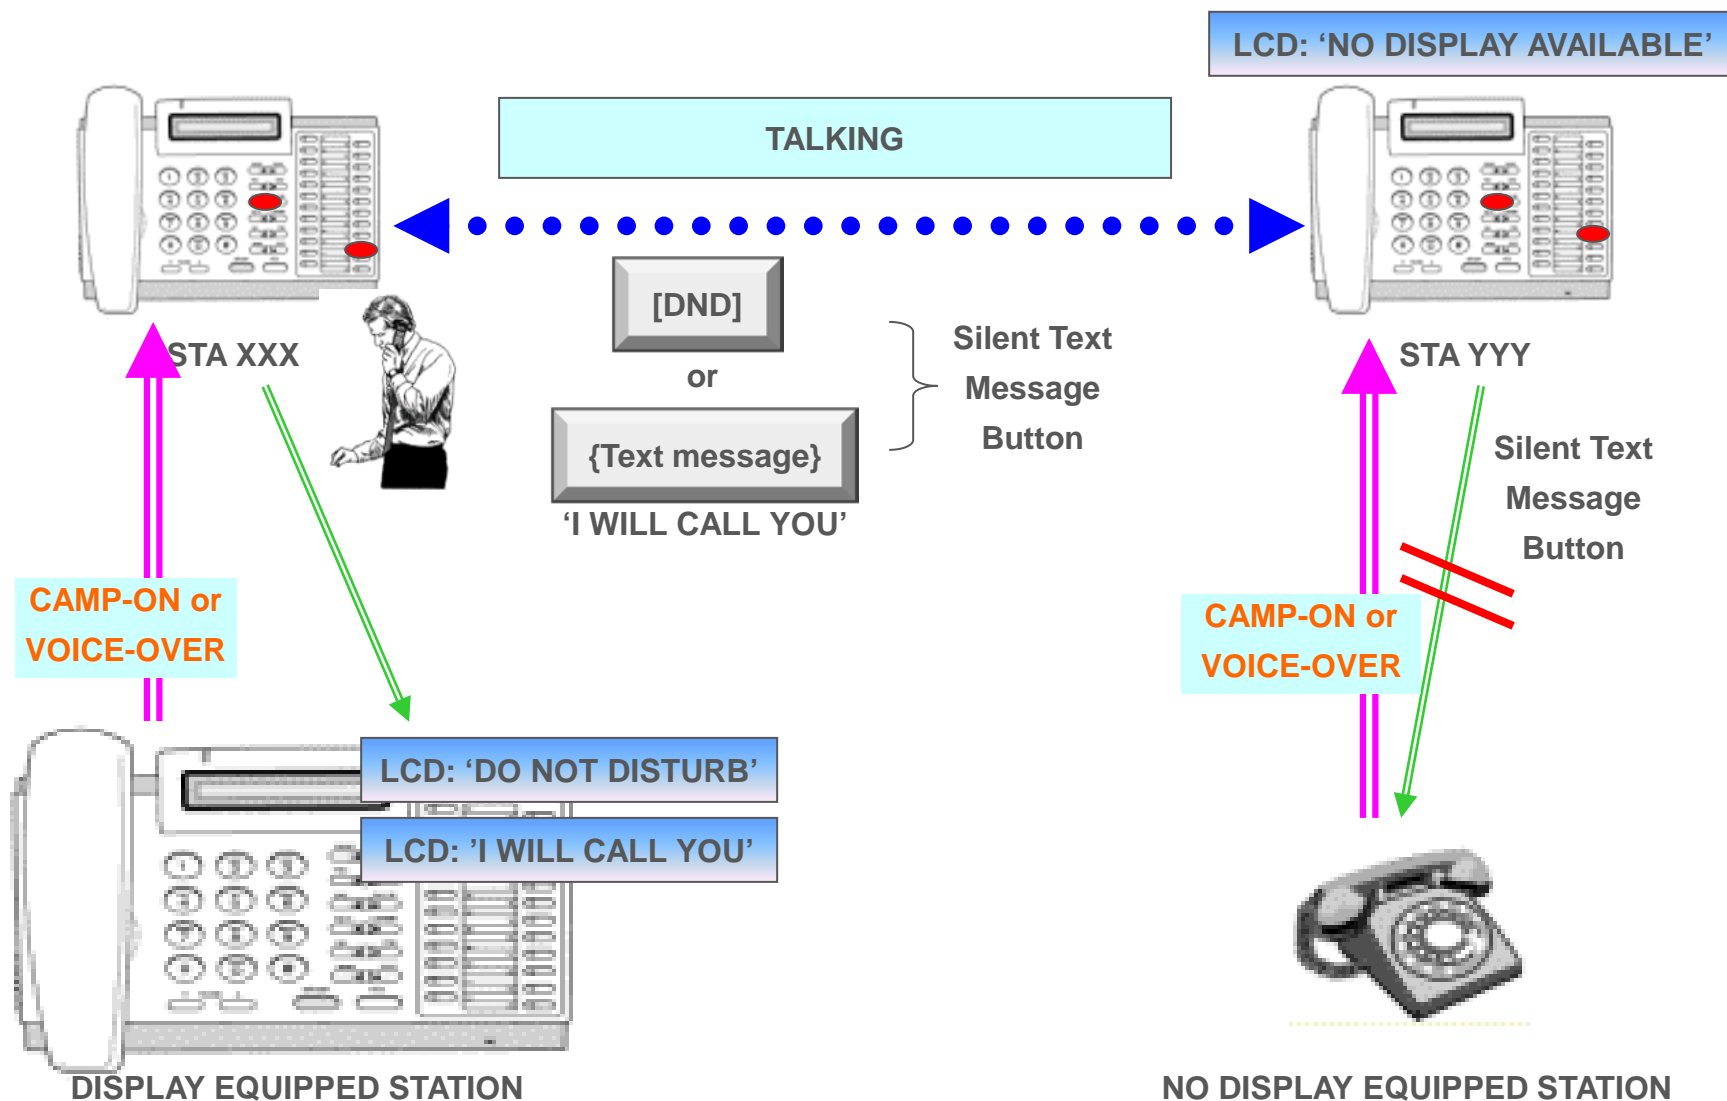 LCD: ‘NO DISPLAY AVAILABLE’
TALKING
[DND]
or
{Text message}
‘I WILL CALL YOU’
Silent Text
Message
Button
STA XXX
STA YYY
Silent Text
Message
Button
CAMP-ON or
VOICE-OVER
CAMP-ON or
VOICE-OVER
LCD: ‘DO NOT DISTURB’
LCD: ’I WILL CALL YOU’
DISPLAY EQUIPPED STATION
NO DISPLAY EQUIPPED STATION